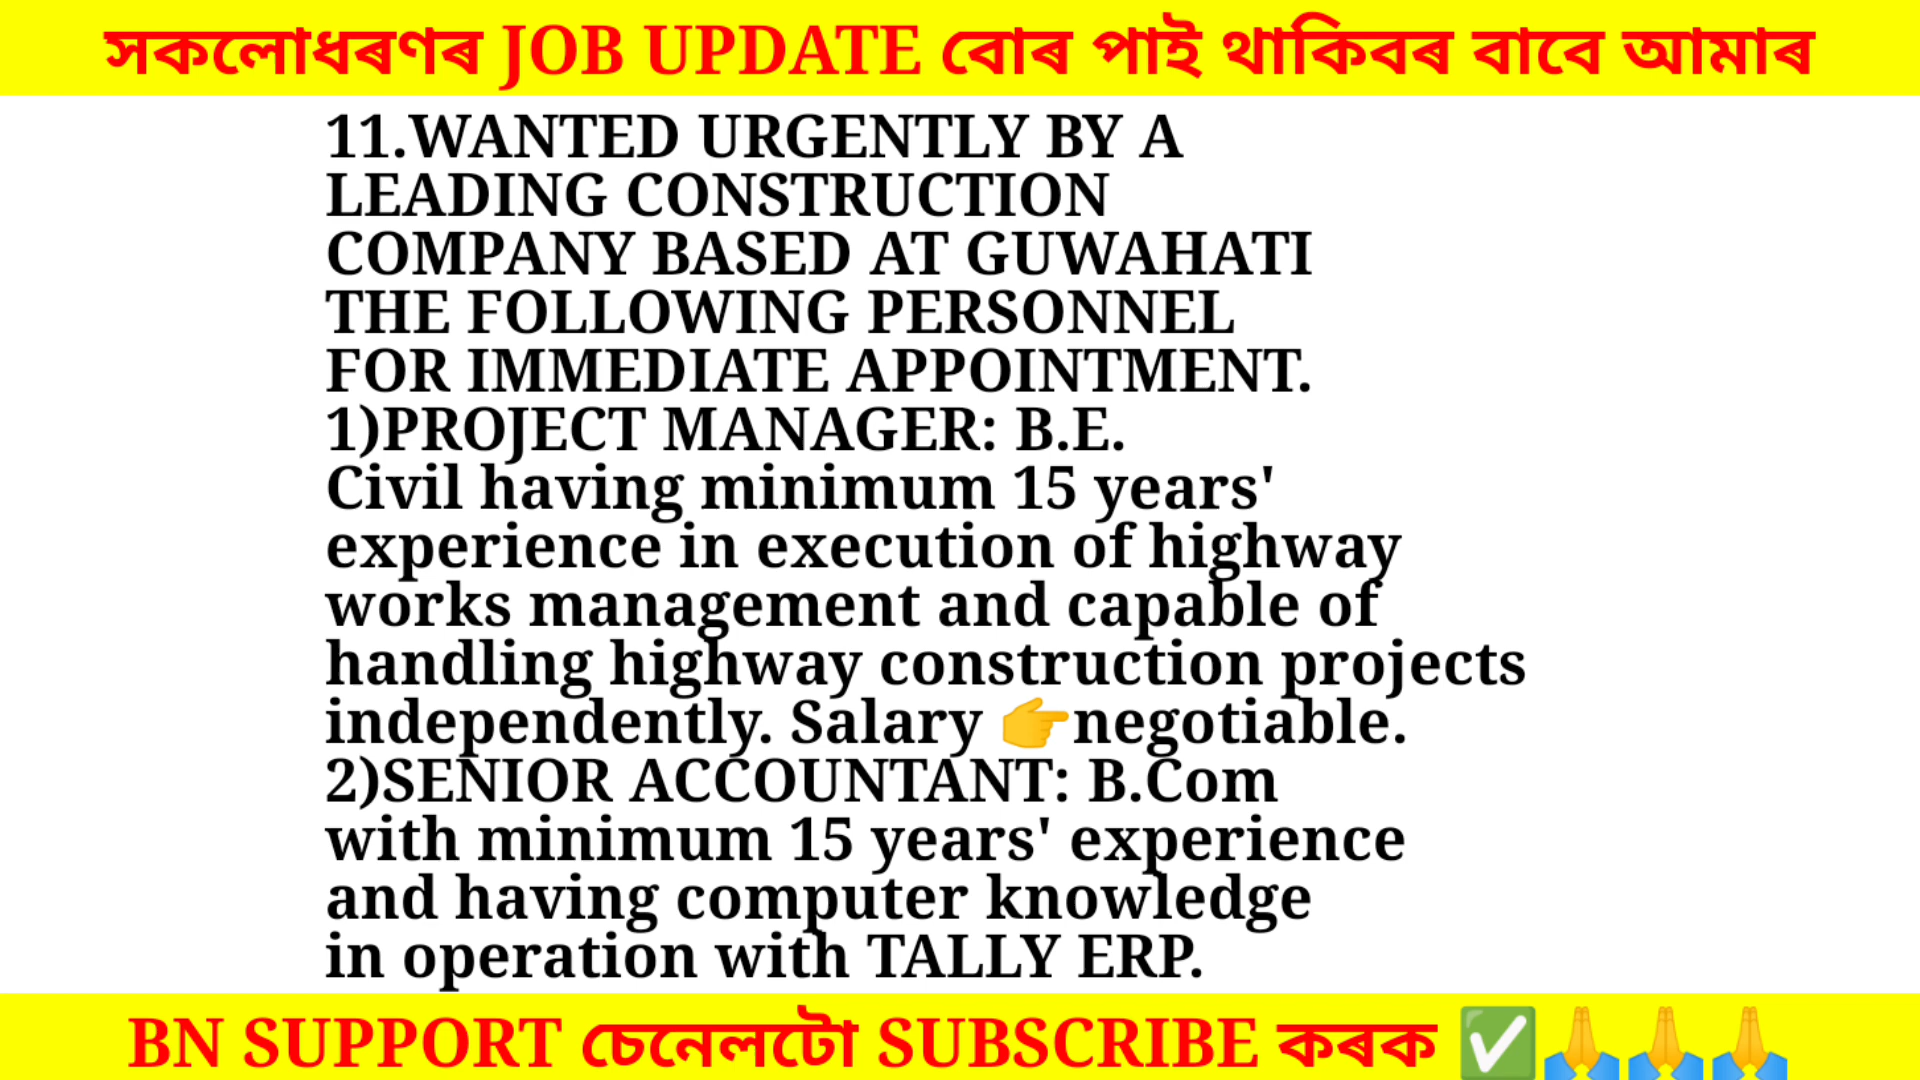 সকলোধৰণৰ JOB UPDATE বোৰ পাই থাকিবৰ বাবে আমাৰ
11.WANTED URGENTLY BY A
LEADING CONSTRUCTION
COMPANY BASED AT GUWAHATI
THE FOLLOWING PERSONNEL
FOR IMMEDIATE APPOINTMENT.
1)PROJECT MANAGER: B.E.
Civil having minimum 15 years'
experience in execution of highway
works management and capable of
handling highway construction projects
independently. Salary 👉negotiable.
2)SENIOR ACCOUNTANT: B.Com
with minimum 15 years' experience
and having computer knowledge
in operation with TALLY ERP.
BN SUPPORT চেনেলটো SUBSCRIBE কৰক ✅🙏🙏🙏